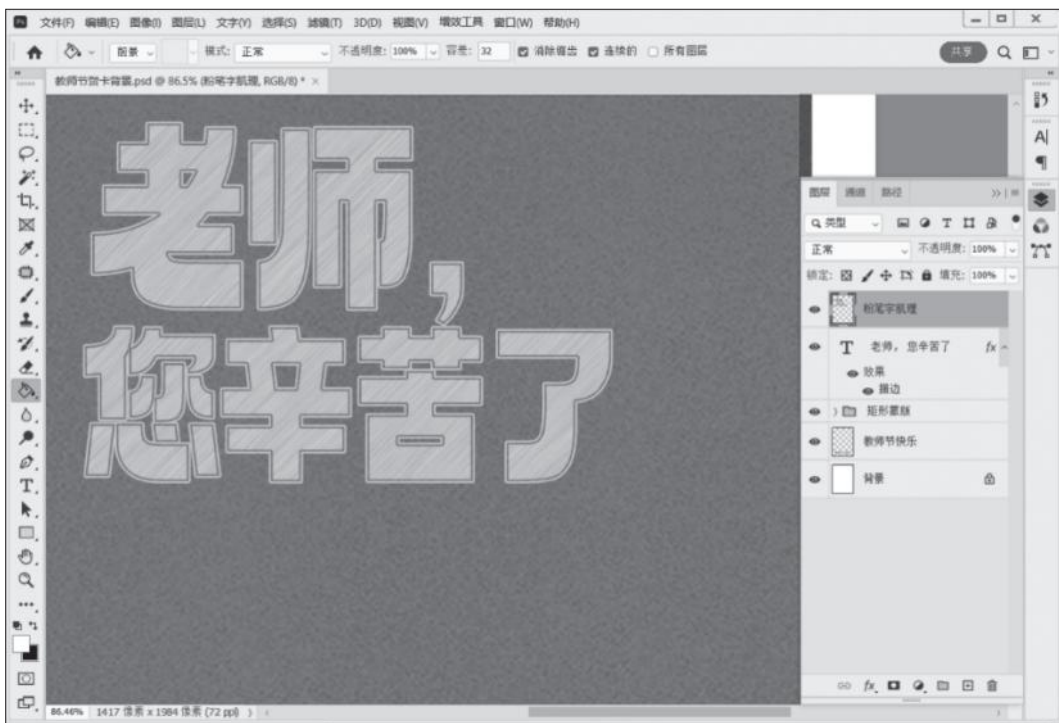 Ps 文件(F) 编辑(E) 图像(I) 图层(L) 文字(Y) 选择(S) 滤镜(T) 3D(D) 视图(V) 增效工具 窗口(W) 帮助(H)
前景 模式: 正常 不透明度: 100% 容差: 32 消除锯齿 连续的 所有图层 共享
教师节贺卡背景.psd @ 86.5% (粉笔字肌理, RGB/8) * ×
老师,
您辛苦了
图层 通道 路径
类型
正常 不透明度: 100%
锁定: 填充: 100%
粉笔字肌理
T 老师，您辛苦了 fx
效果
描边
矩形蒙版
教师节快乐
背景
86.46% 1417 像素 x 1984 像素 (72 ppi)